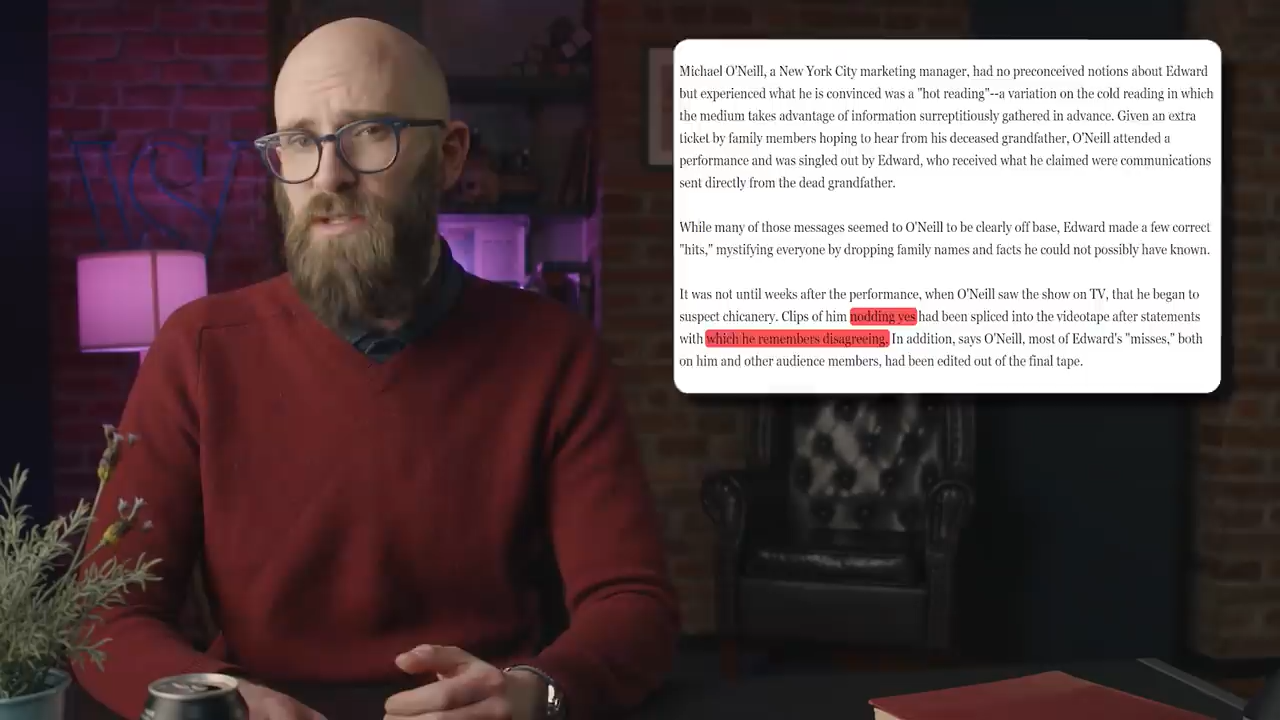 Michael O'Neill, a New York City marketing manager, had no preconceived notions about Edward
but experienced what he is convinced was a "hot reading"--a variation on the cold reading in which
the medium takes advantage of information surreptitiously gathered in advance. Given an extra
ticket by family members hoping to hear from his deceased grandfather, O'Neill attended a
performance and was singled out by Edward, who received what he claimed were communications
sent directly from the dead grandfather.
While many of those messages seemed to O'Neill to be clearly off base, Edward made a few correct
"hits," mystifying everyone by dropping family names and facts he could not possibly have known.
It was not until weeks after the performance, when O'Neill saw the show on TV, that he began to
suspect chicanery. Clips of him nodding yes had been spliced into the videotape after statements
with which he remembers disagreeing. In addition, says O'Neill, most of Edward's "misses," both
on him and other audience members, had been edited out of the final tape.